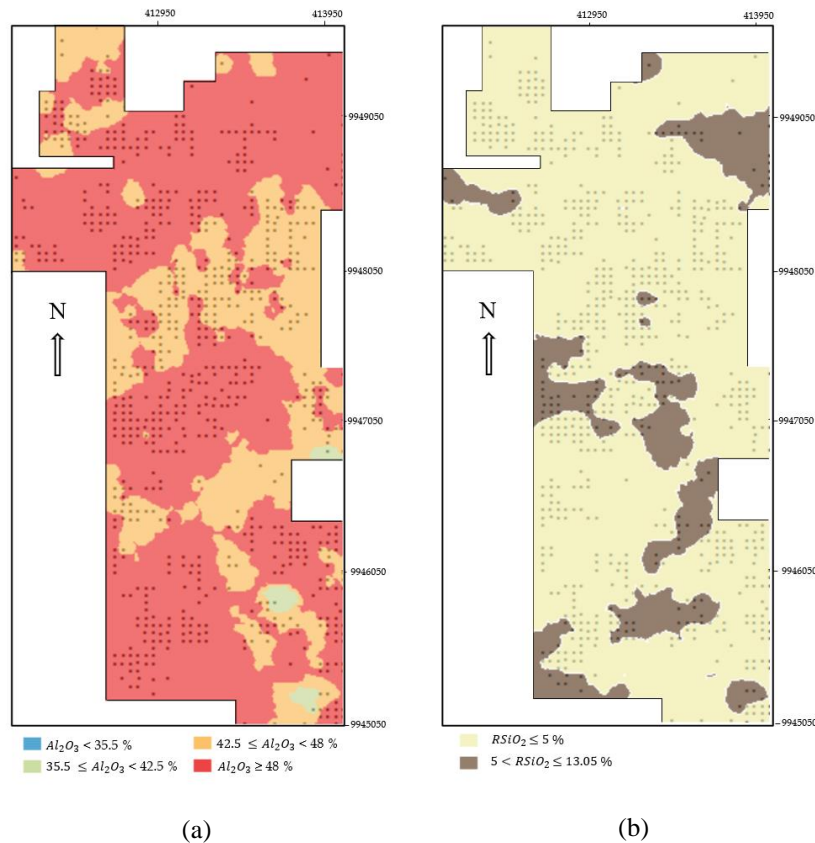 412950 413950
412950 413950
9949050
9949050
9948050
9948050
N
N
9947050
9947050
9946050
9946050
9945050
9945050
Al₂O₃ < 35.5 %
42.5 ≤ Al₂O₃ < 48 %
35.5 ≤ Al₂O₃ < 42.5 %
Al₂O₃ ≥ 48 %
RSiO₂ ≤ 5 %
5 < RSiO₂ ≤ 13.05 %
(a)
(b)